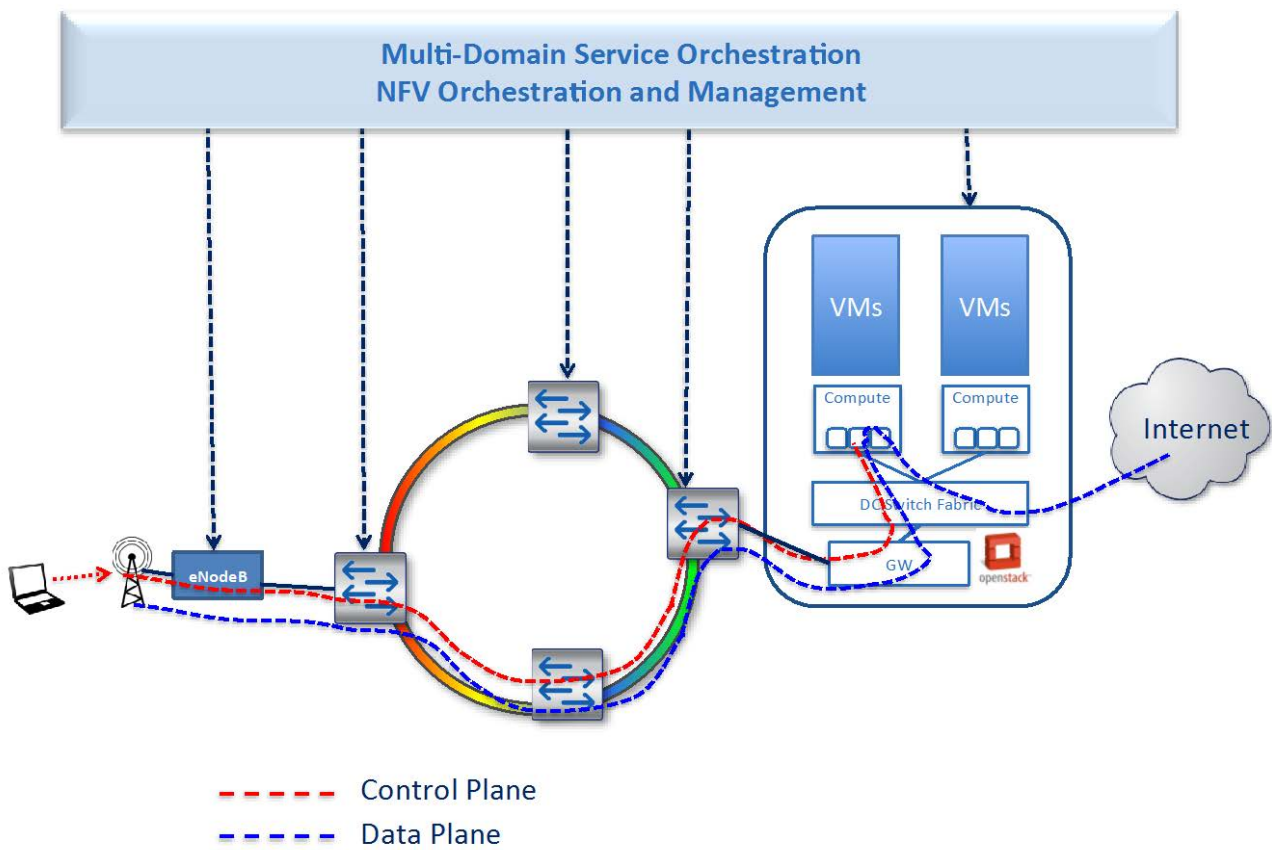 Multi-Domain Service Orchestration
NFV Orchestration and Management
VMs
VMs
Compute
Compute
Internet
DC Switch Fabric
eNodeB
GW
openstack
Control Plane
Data Plane